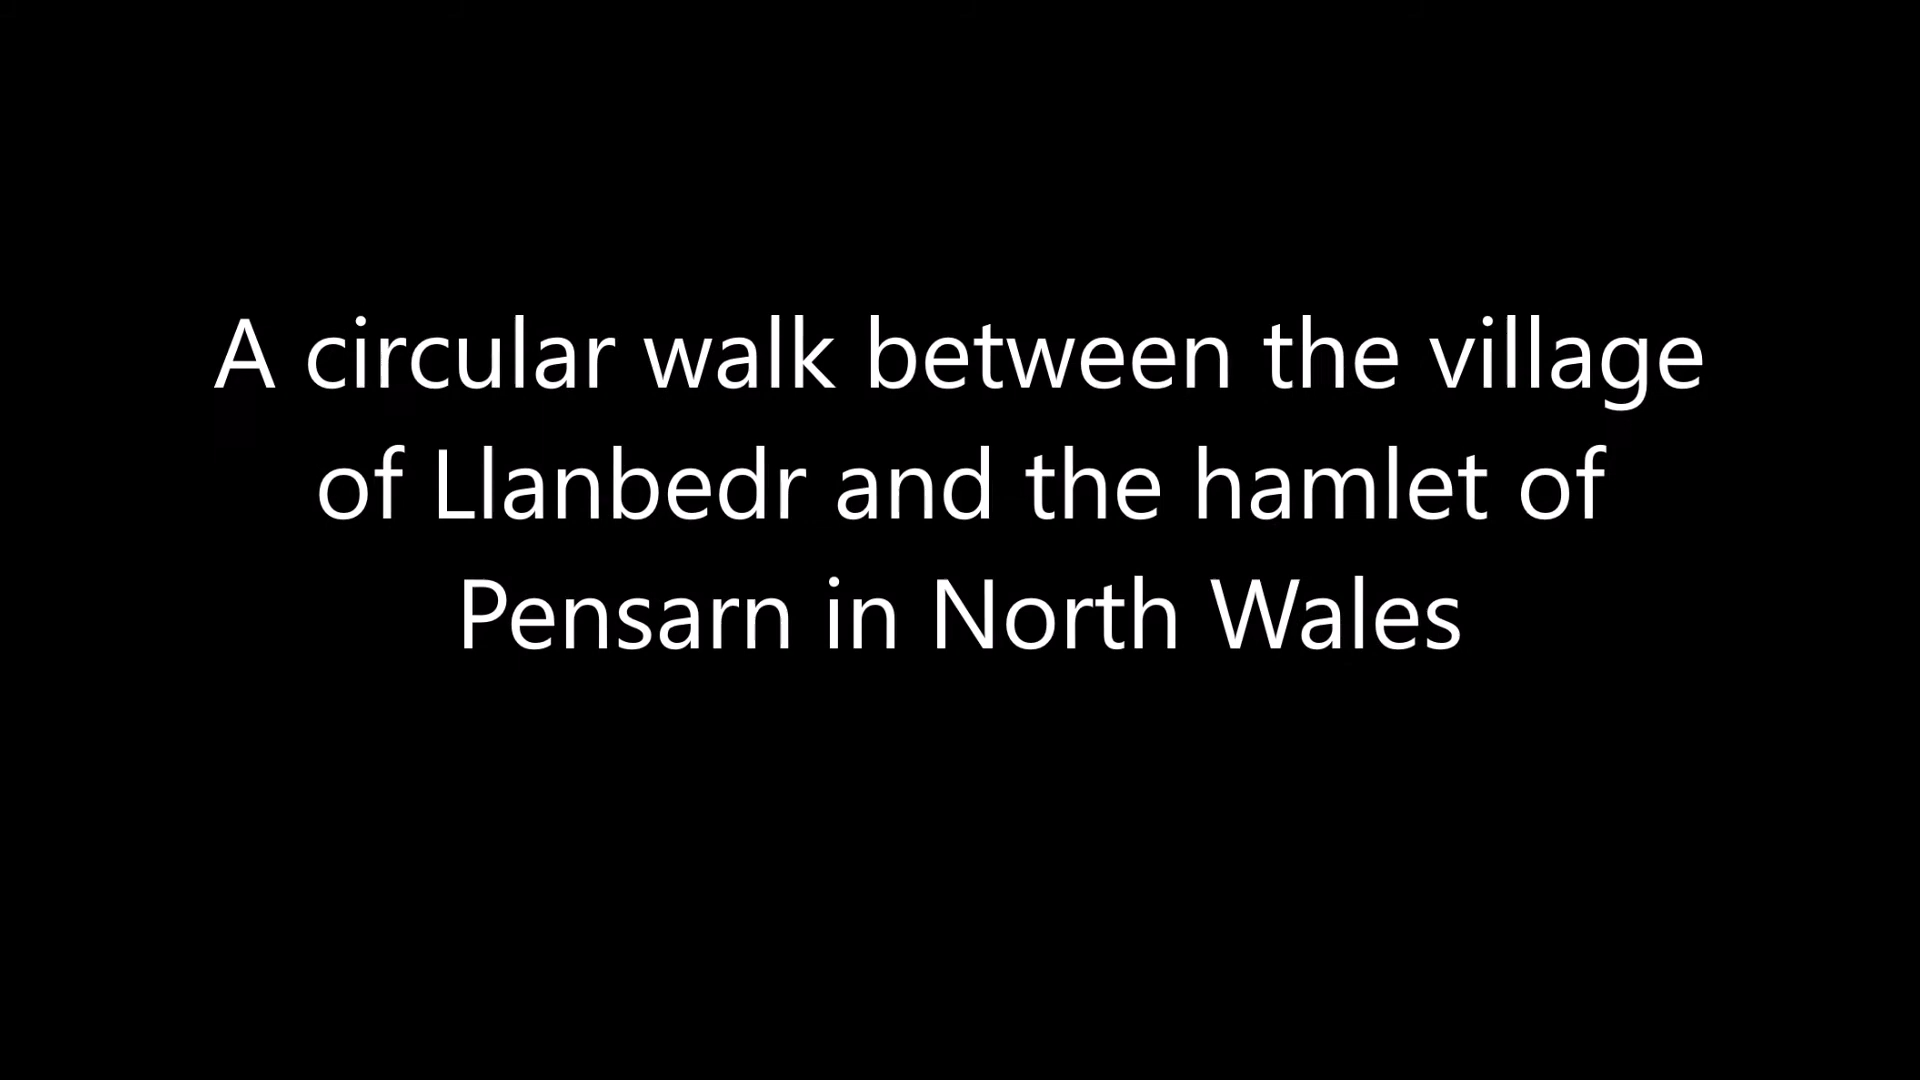 A circular walk between the village
of Llanbedr and the hamlet of
Pensarn in North Wales